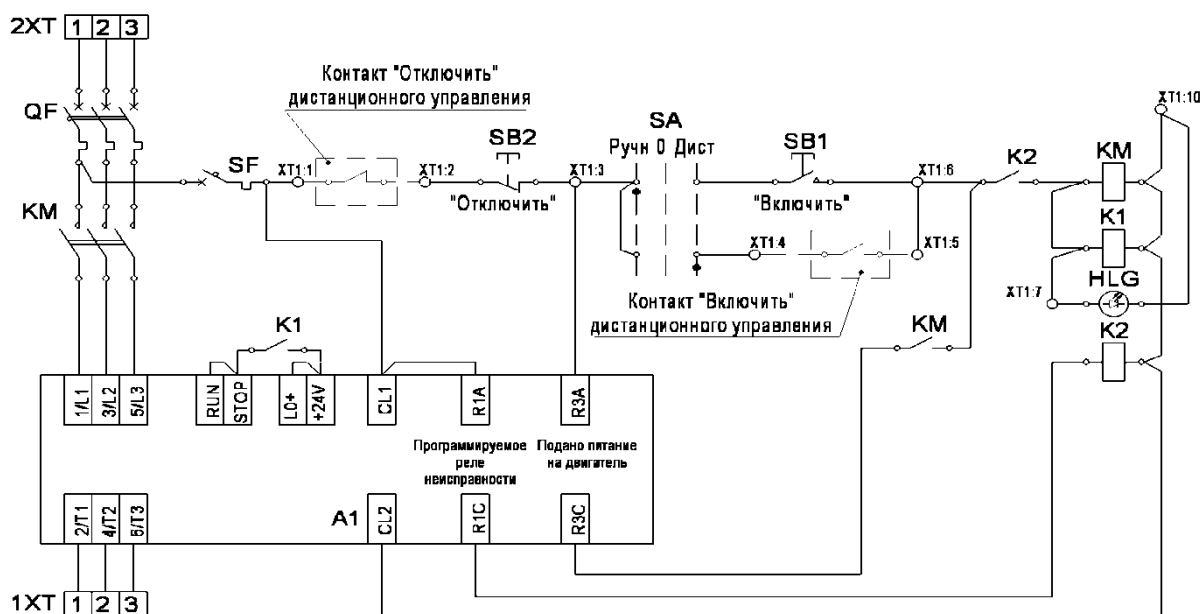 2XT 1 2 3
XT1:10
Контакт "Отключить"
дистанционного управления
QF
SA
SB2
Ручн 0 Дист
SB1
KM
SF
XT1:1
XT1:2
XT1:3
XT1:6
K2
"Отключить"
"Включить"
KM
K1
XT1:4
XT1:5
HLG
XT1:7
Контакт "Включить"
дистанционного управления
K1
KM
K2
1/L1
3/L2
5/L3
RUN
STOP
L0+
+24V
CL1
R1A
R3A
Программируемое
реле
неисправности
Подано питание
на двигатель
2/T1
4/T2
6/T3
A1
CL2
R1C
R3C
1XT 1 2 3